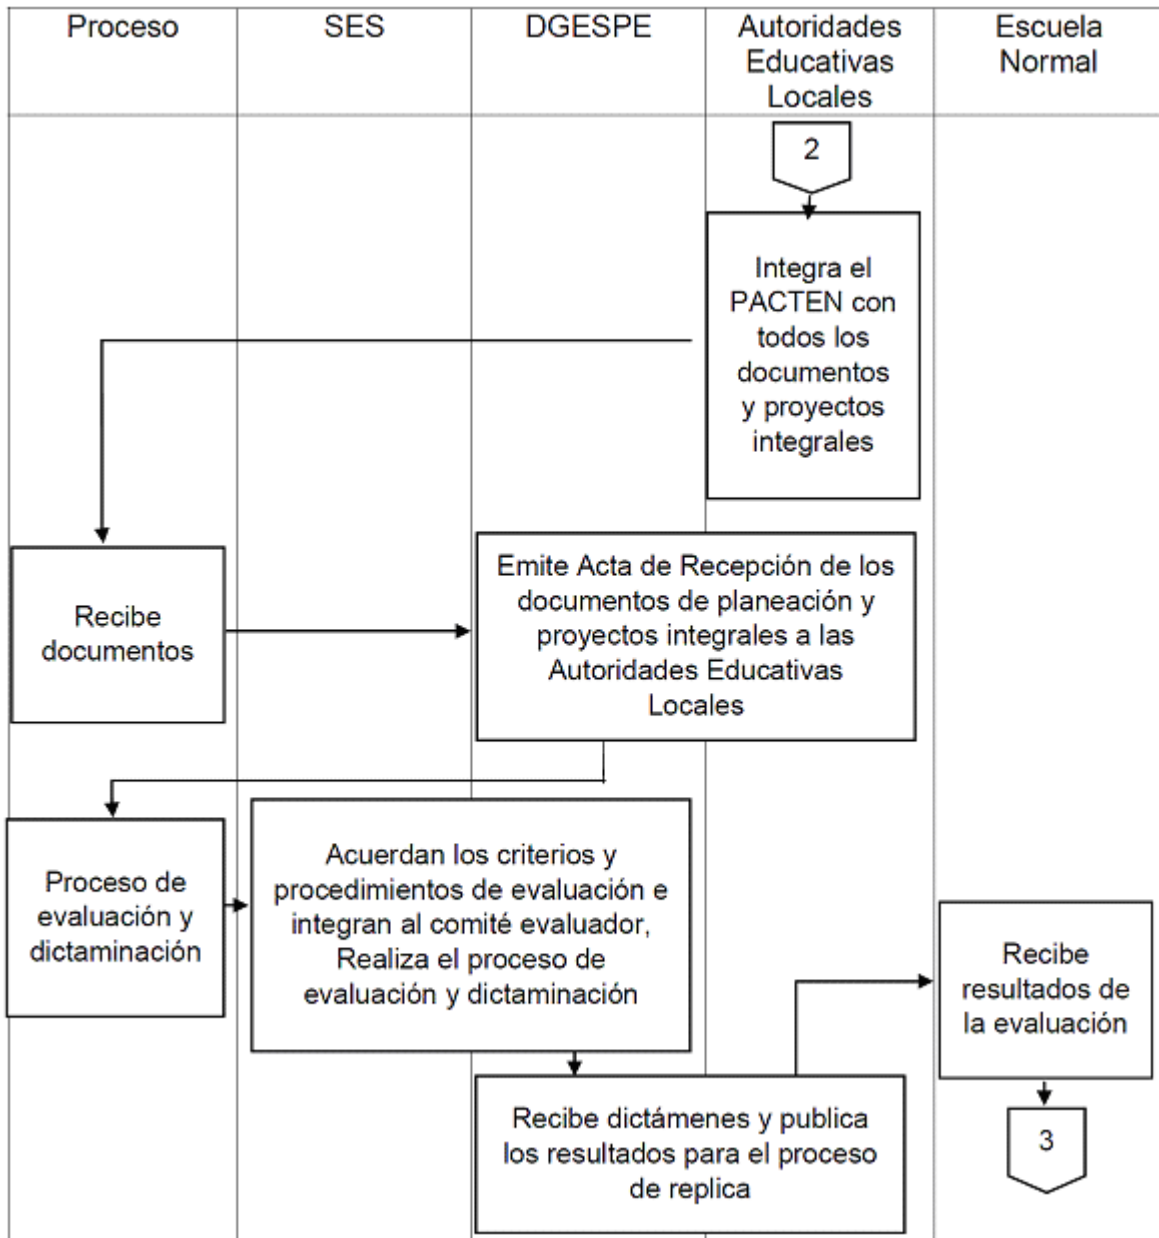 Proceso
SES
DGESPE
Autoridades
Educativas
Locales
Escuela
Normal
2
Integra el
PACTEN con
todos los
documentos
y proyectos
integrales
Recibe
documentos
Emite Acta de Recepción de los
documentos de planeación y
proyectos integrales a las
Autoridades Educativas
Locales
Proceso de
evaluación y
dictaminación
Acuerdan los criterios y
procedimientos de evaluación e
integran al comité evaluador,
Realiza el proceso de
evaluación y dictaminación
Recibe
resultados de
la evaluación
Recibe dictámenes y publica
los resultados para el proceso
de replica
3